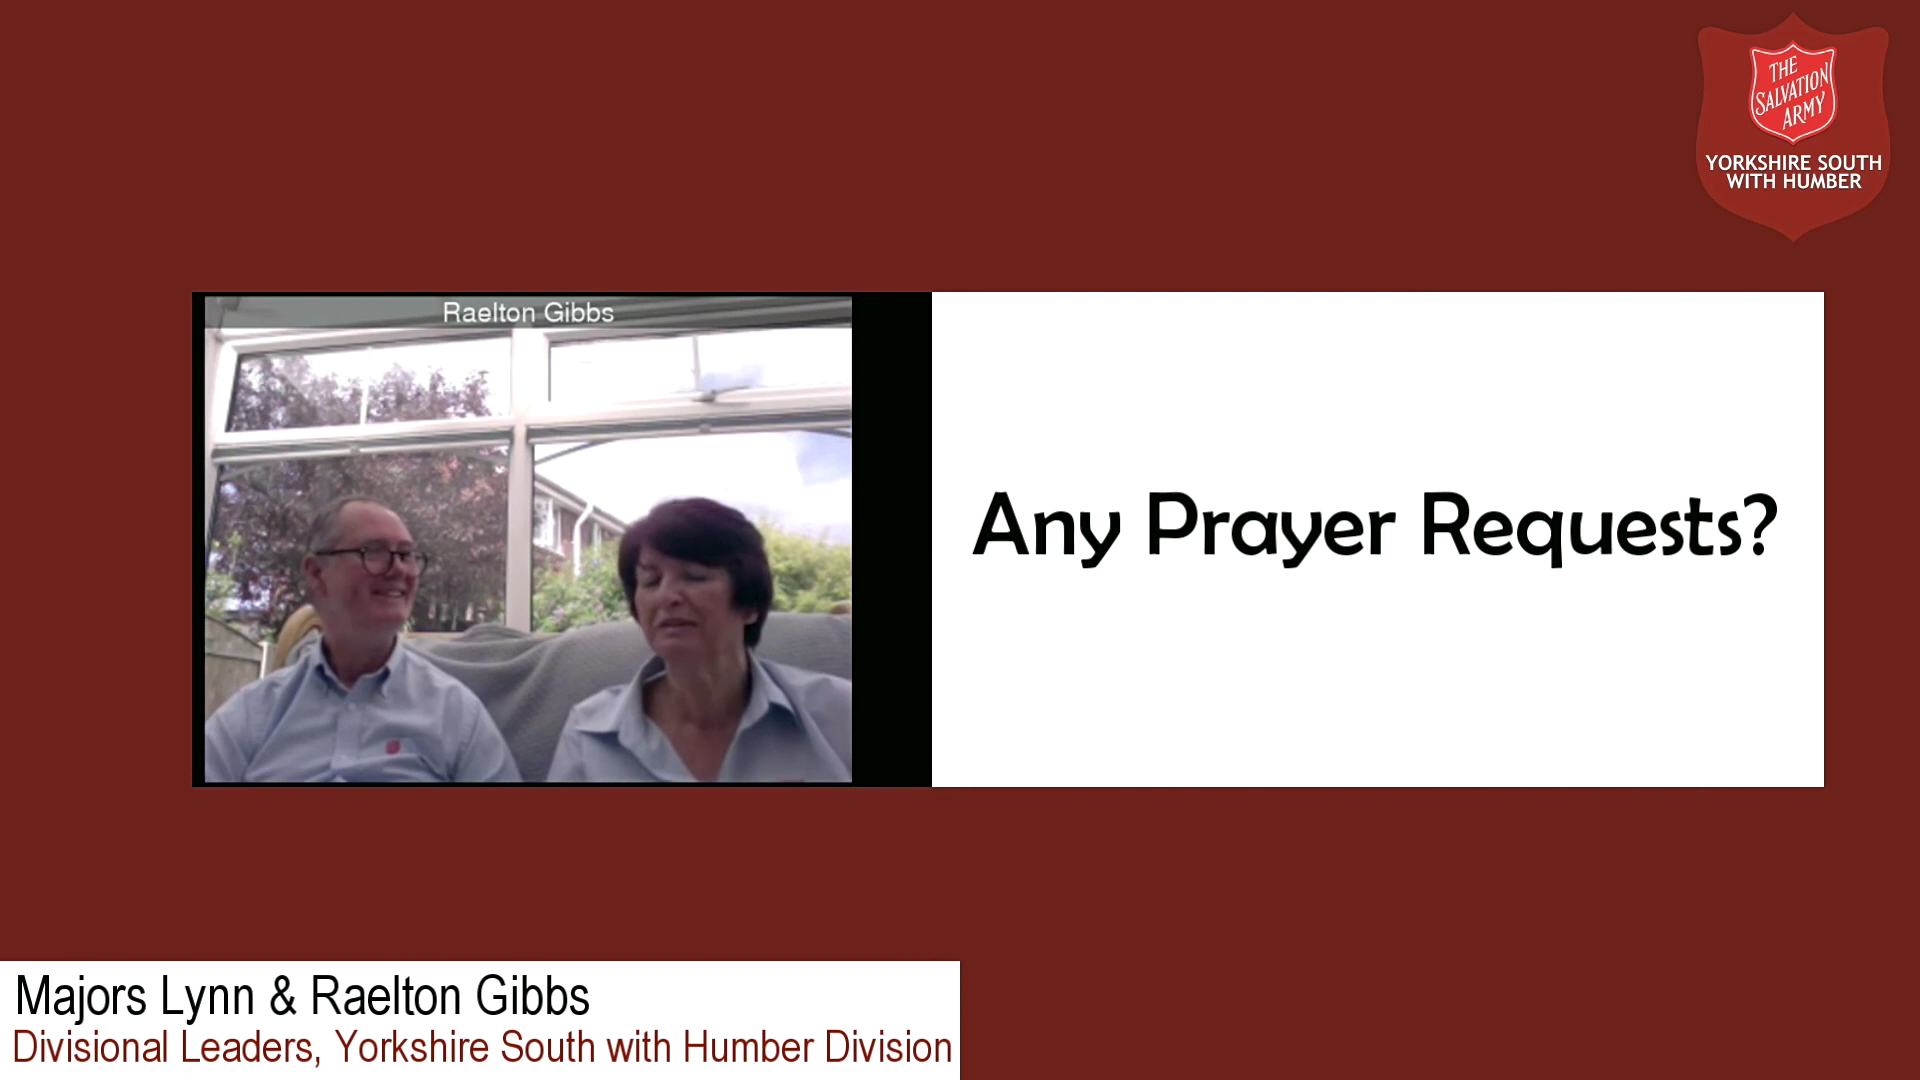 THE
SALVATION
ARMY
YORKSHIRE SOUTH
WITH HUMBER
Raelton Gibbs
Any Prayer Requests?
Majors Lynn & Raelton Gibbs
Divisional Leaders, Yorkshire South with Humber Division